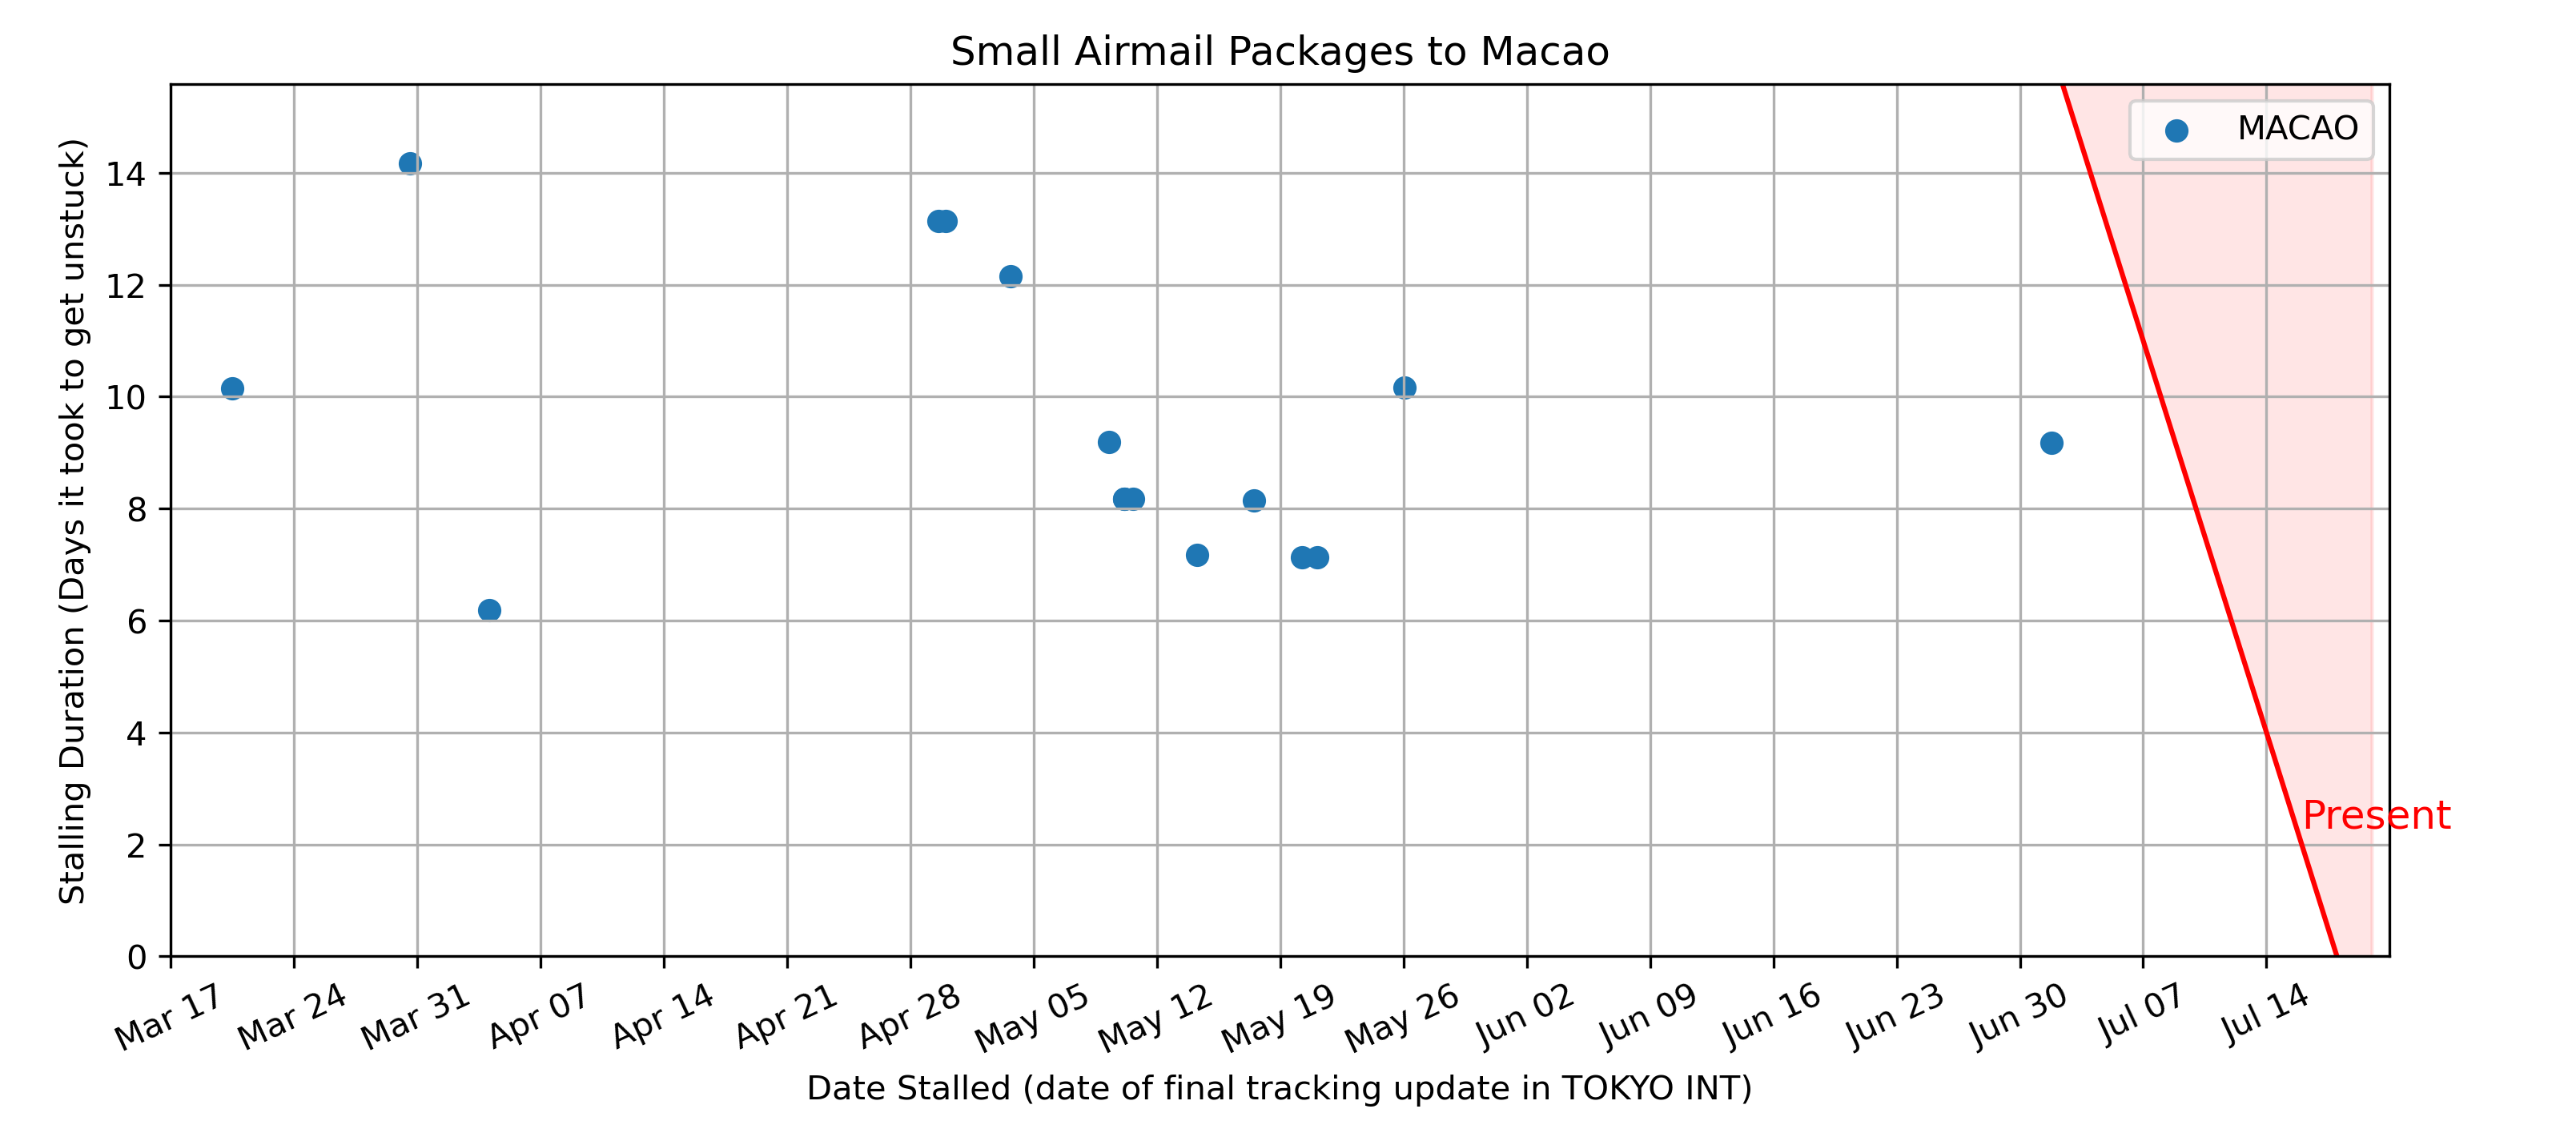 Small Airmail Packages to Macao
MACAO
Stalling Duration (Days it took to get unstuck)
14
12
10
8
6
4
2
0
Present
Mar 17
Mar 24
Mar 31
Apr 07
Apr 14
Apr 21
Apr 28
May 05
May 12
May 19
May 26
Jun 02
Jun 09
Jun 16
Jun 23
Jun 30
Jul 07
Jul 14
Date Stalled (date of final tracking update in TOKYO INT)